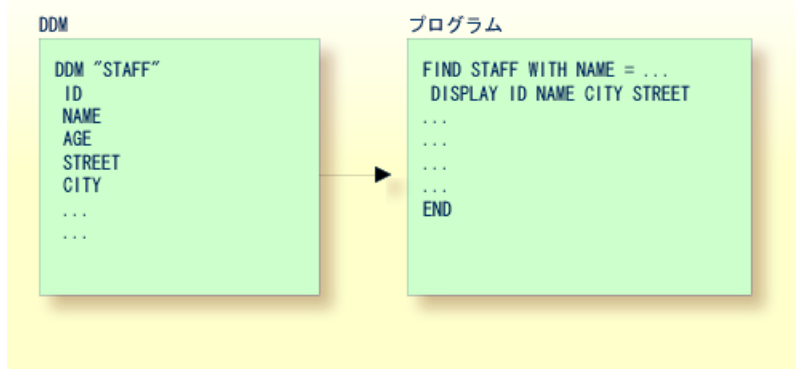 DDM
DDM "STAFF"
ID
NAME
AGE
STREET
CITY
...
...
プログラム
FIND STAFF WITH NAME = ...
DISPLAY ID NAME CITY STREET
...
...
...
...
END